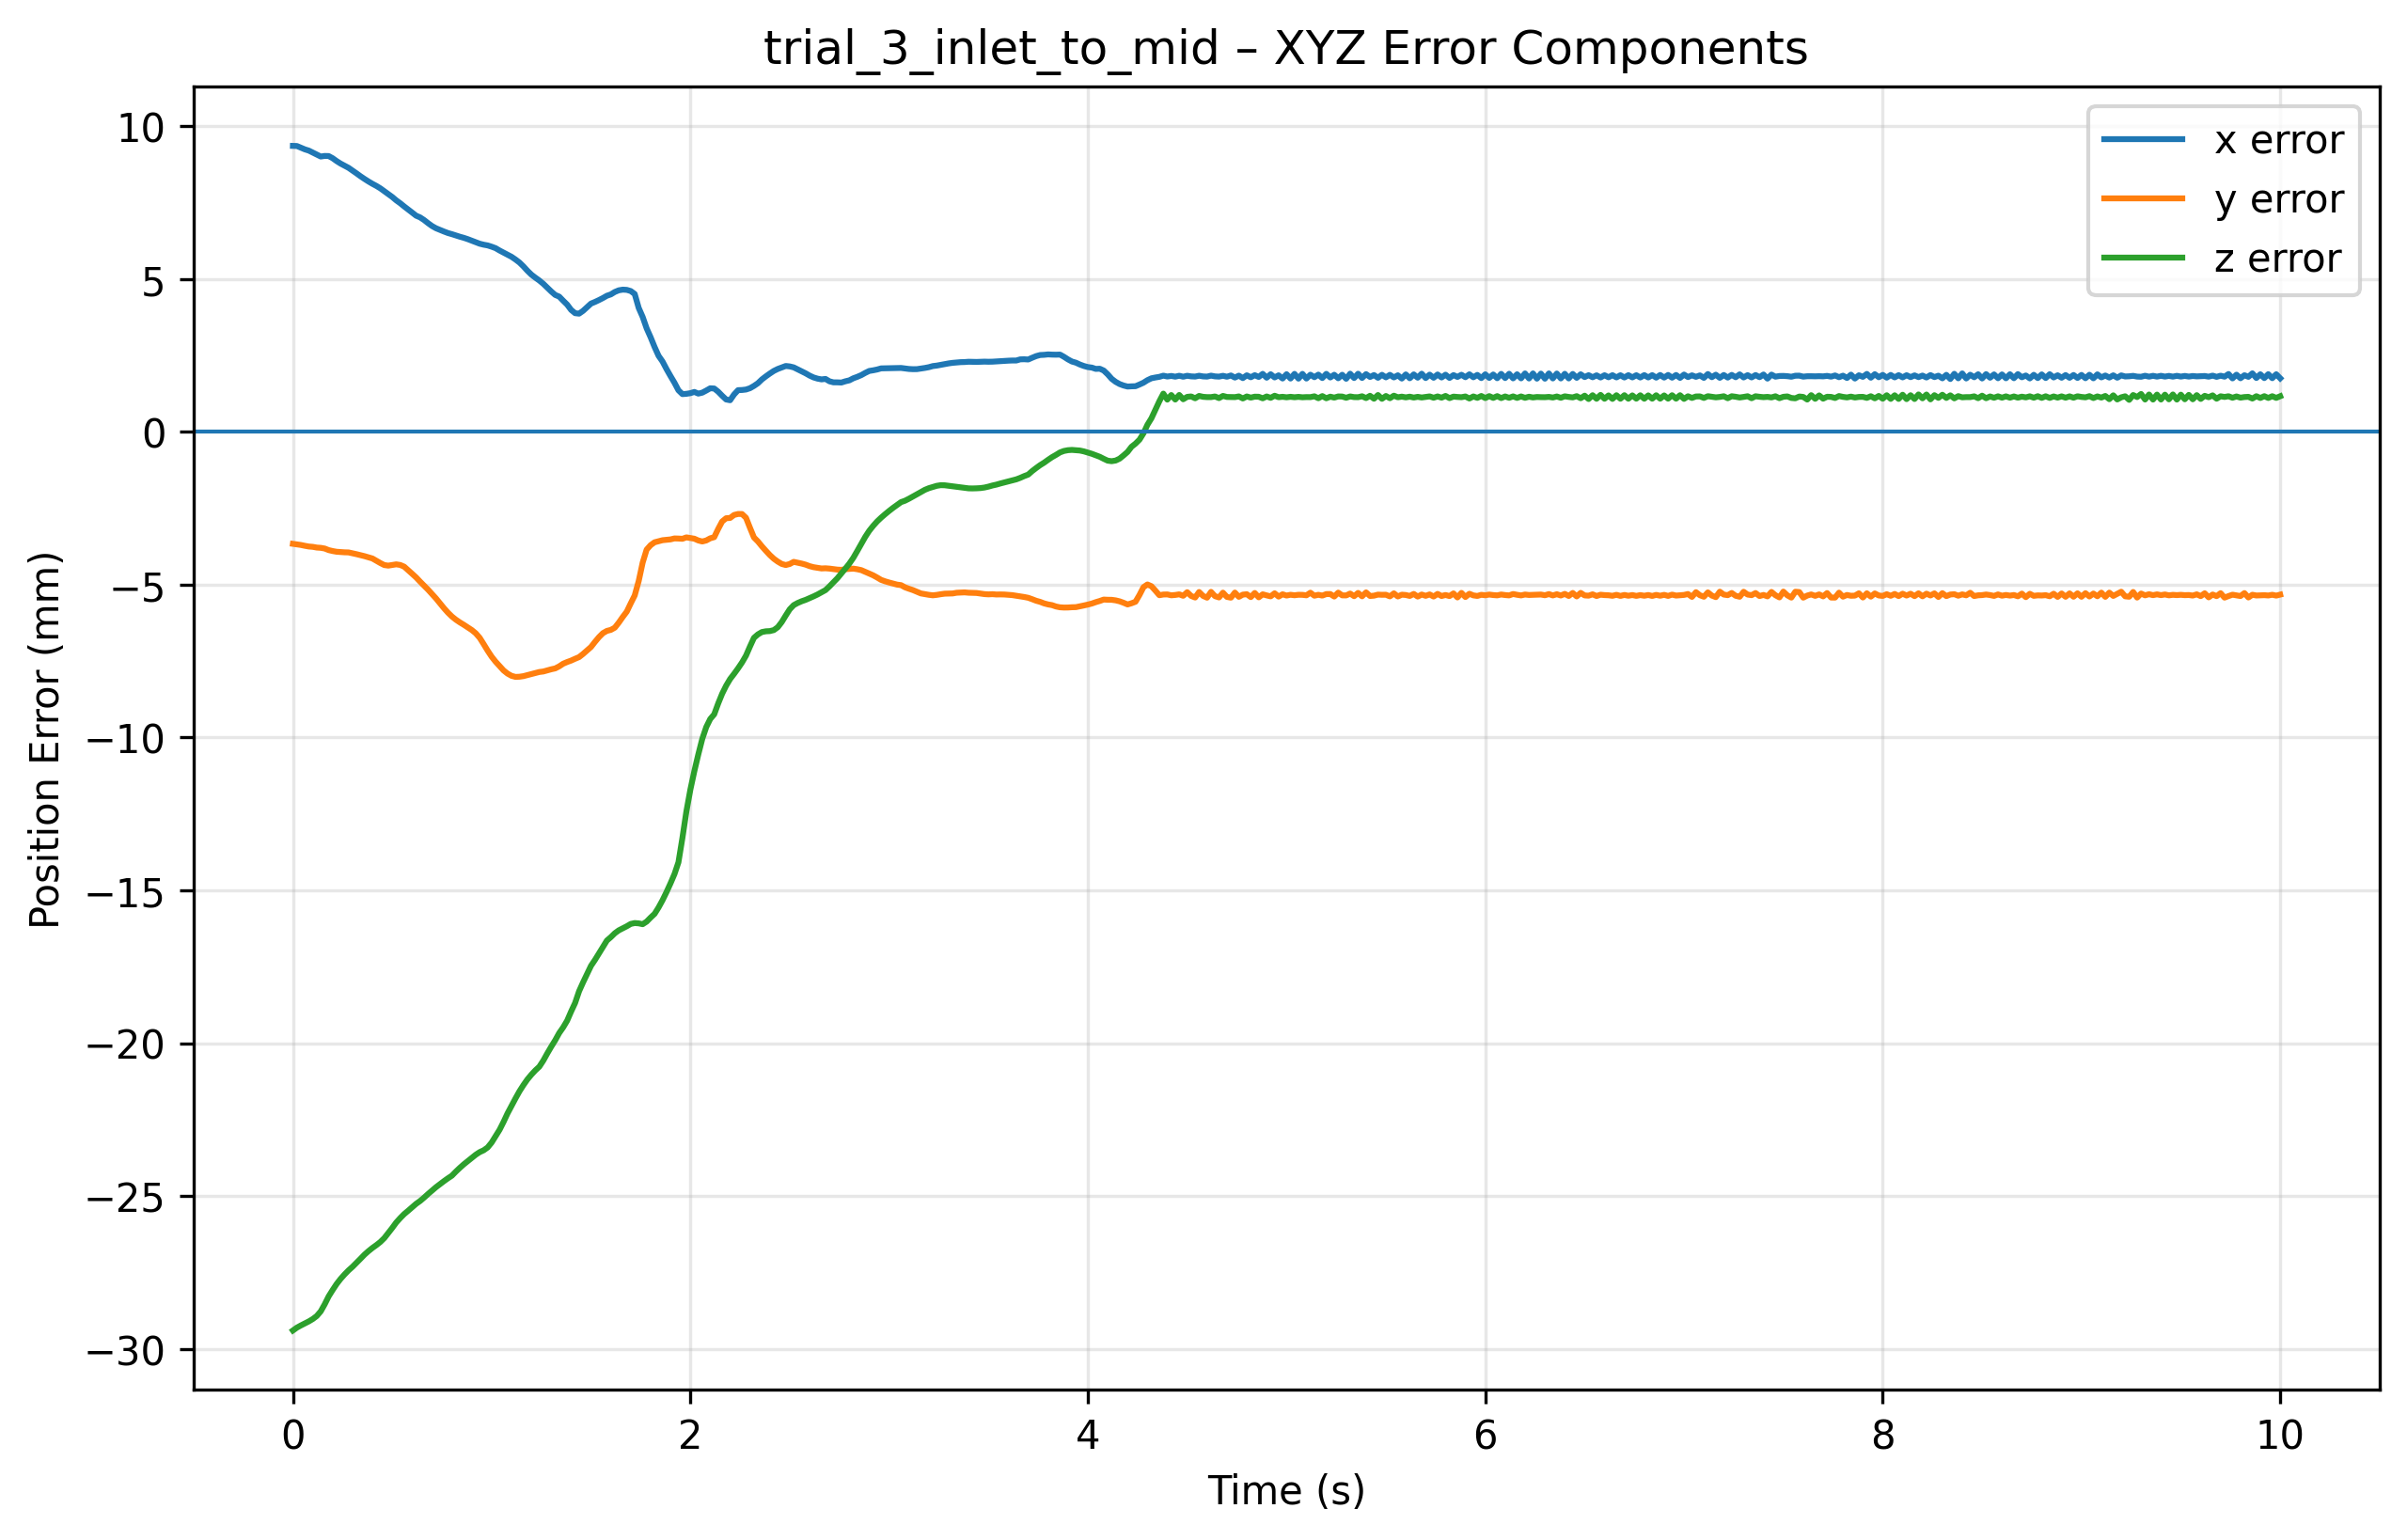 trial_3_inlet_to_mid – XYZ Error Components
x error
y error
z error
Position Error (mm)
10
5
0
−5
−10
−15
−20
−25
−30
0
2
4
6
8
10
Time (s)